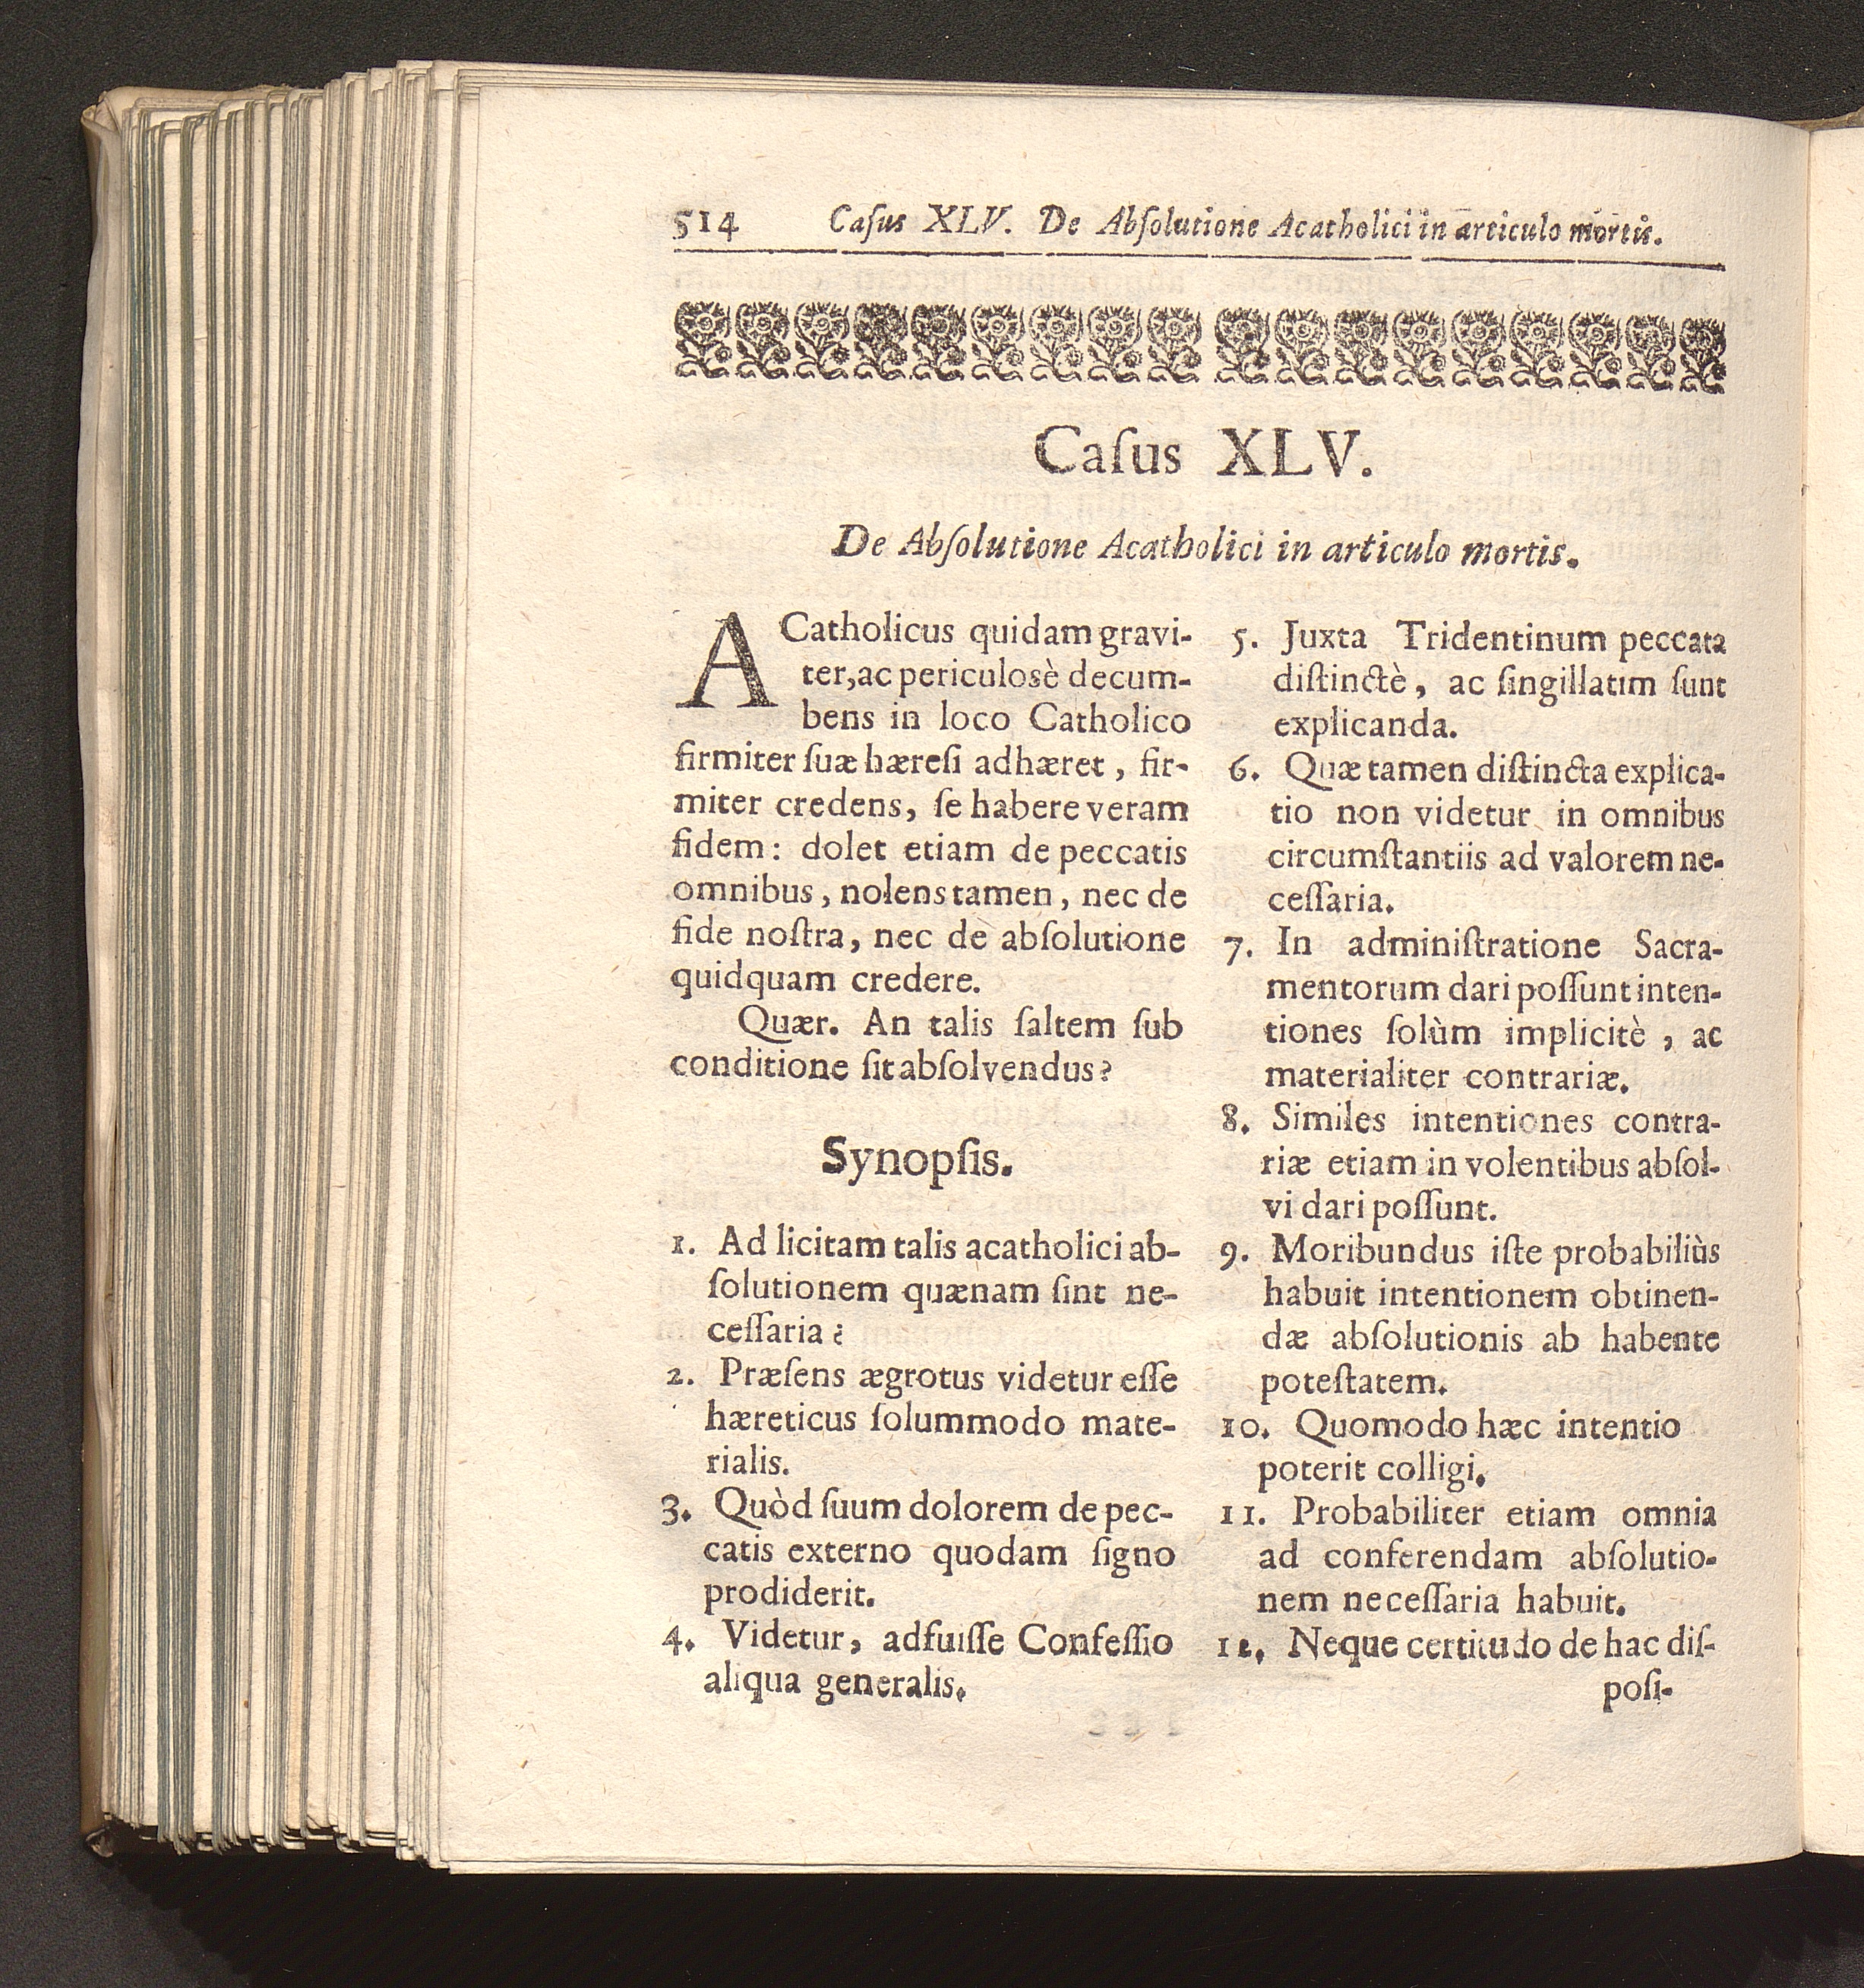 514 Caſus XLV. De Abſolutione Acatholici in articulo mortis.
Caſus XLV.
De Abſolutione Acatholici in articulo mortis.
ACatholicus quidam gravi-
ter, ac periculosè decum-
bens in loco Catholico
firmiter ſuæ hæreſi adhæret, fir-
miter credens, ſe habere veram
fidem: dolet etiam de peccatis
omnibus, nolens tamen, nec de
fide noſtra, nec de abſolutione
quidquam credere.
Quær. An talis ſaltem ſub
conditione ſit abſolvendus?
Synopſis.
1. Ad licitam talis acatholici ab-
ſolutionem quænam ſint ne-
ceſſaria?
2. Præſens ægrotus videtur eſſe
hæreticus ſolummodo mate-
rialis.
3. Quòd ſuum dolorem de pec-
catis externo quodam ſigno
prodiderit.
4. Videtur, adfuiſſe Confeſſio
aliqua generalis.
5. Juxta Tridentinum peccata
diſtinctè, ac ſingillatim ſunt
explicanda.
6. Quæ tamen diſtincta explica-
tio non videtur in omnibus
circumſtantiis ad valorem ne-
ceſſaria.
7. In adminiſtratione Sacra-
mentorum dari poſſunt inten-
tiones ſolùm implicitè, ac
materialiter contrariæ.
8. Similes intentiones contra-
riæ etiam in volentibus abſol-
vi dari poſſunt.
9. Moribundus iſte probabiliùs
habuit intentionem obtinen-
dæ abſolutionis ab habente
poteſtatem.
10. Quomodo hæc intentio
poterit colligi.
11. Probabiliter etiam omnia
ad conferendam abſolutio-
nem neceſſaria habuit.
12. Neque certitudo de hac diſ-
poſi-